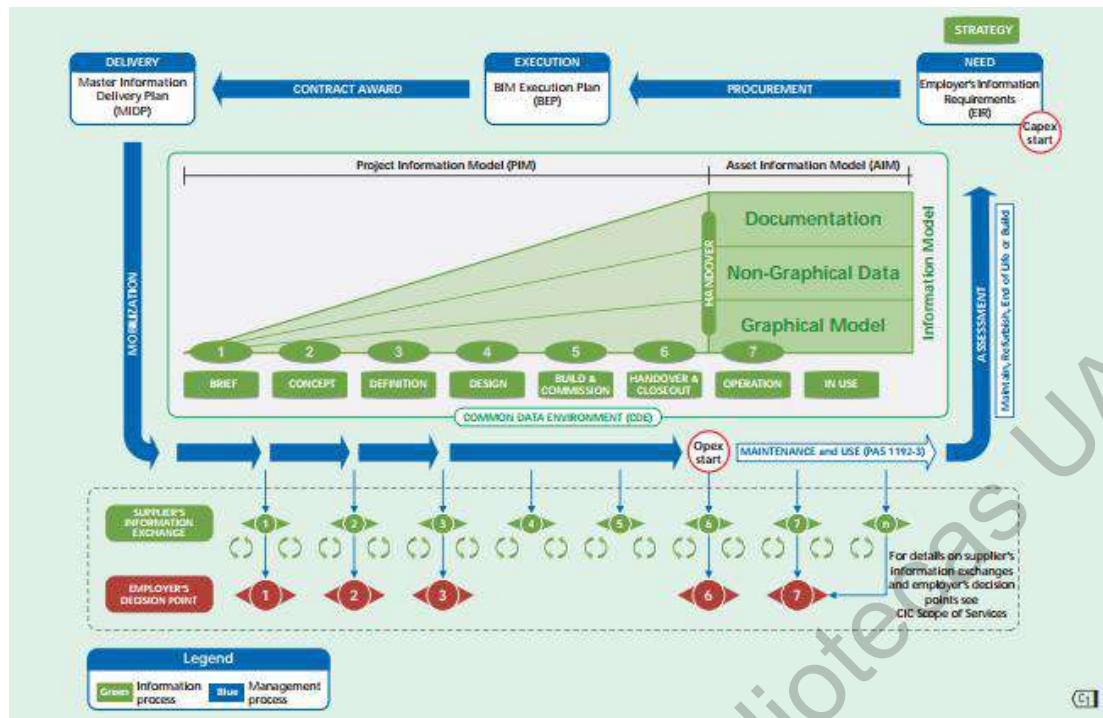 STRATEGY
DELIVERY
Master Information
Delivery Plan
(MIDP)
CONTRACT AWARD
EXECUTION
BIM Execution Plan
(BEP)
PROCUREMENT
NEED
Employer's Information
Requirements
(EIR)
Capex
start
Project Information Model (PIM)
Asset Information Model (AIM)
Documentation
Non-Graphical Data
Graphical Model
HANDOVER
Information Model
MOBILIZATION
ASSESSMENT
Maintain, Refurbish, End of Life or Build
1 2 3 4 5 6 7
BRIEF
CONCEPT
DEFINITION
DESIGN
BUILD &
COMMISSION
HANDOVER &
CLOSEOUT
OPERATION
IN USE
COMMON DATA ENVIRONMENT (CDE)
Opex
start
MAINTENANCE and USE (PAS 1192-3)
SUPPLIER'S
INFORMATION
EXCHANGE
1 2 3 4 5 6 7 n
EMPLOYER'S
DECISION POINT
1 2 3 6 7
For details on supplier's
information exchanges
and employer's decision
points see
CIC Scope of Services
Legend
Green Information
process
Blue Management
process
C1